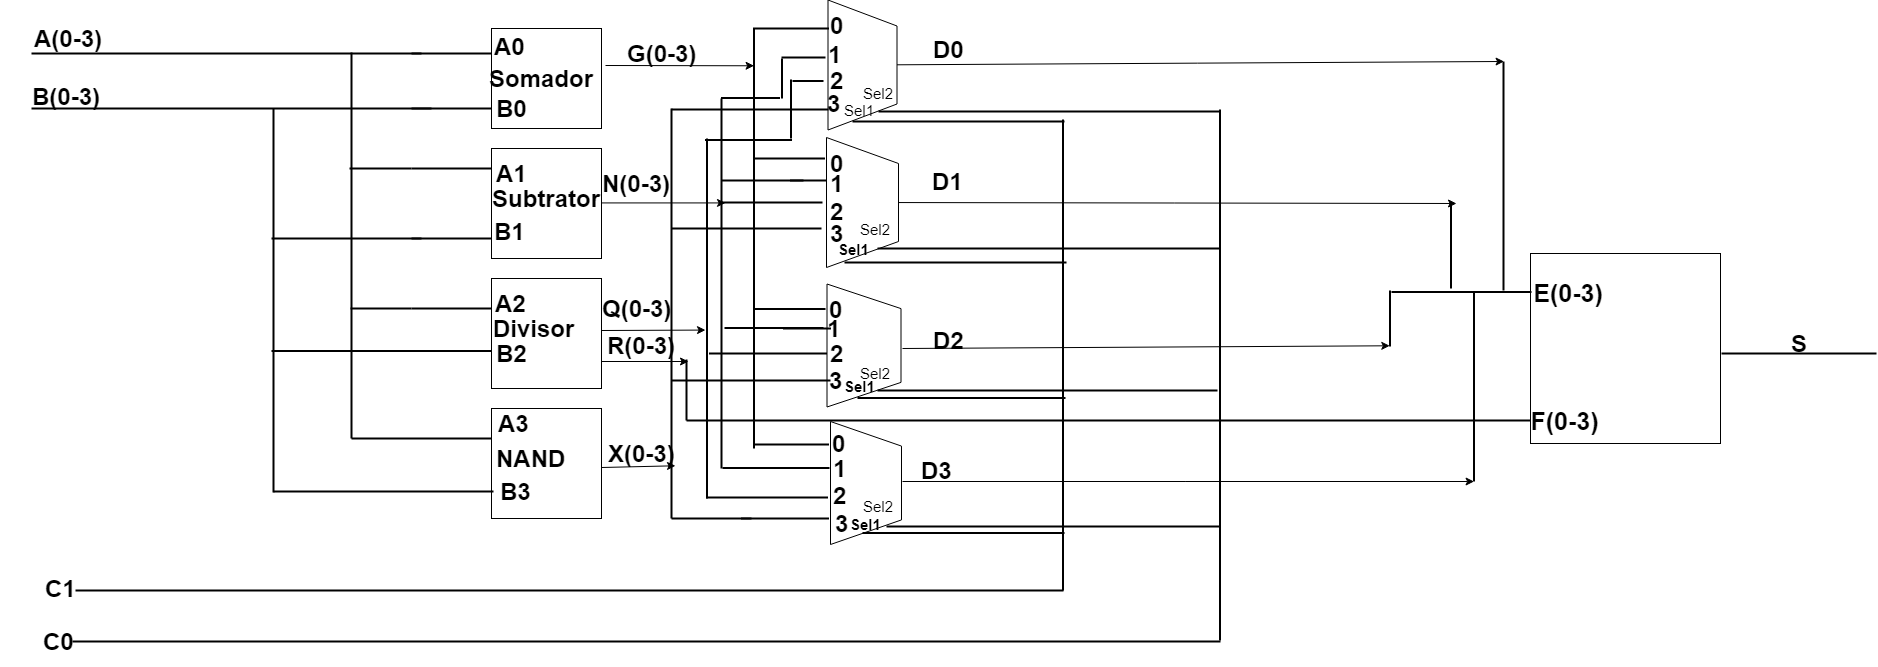 A(0-3)
B(0-3)
A0
Somador
B0
G(0-3)
A1
Subtrator
B1
N(0-3)
A2
Divisor
B2
Q(0-3)
R(0-3)
A3
NAND
B3
X(0-3)
0
1
2
3
Sel2
Sel1
D0
0
1
2
3
Sel2
Sel1
D1
0
1
2
3
Sel2
Sel1
D2
0
1
2
3
Sel2
Sel1
D3
E(0-3)
F(0-3)
S
C1
C0